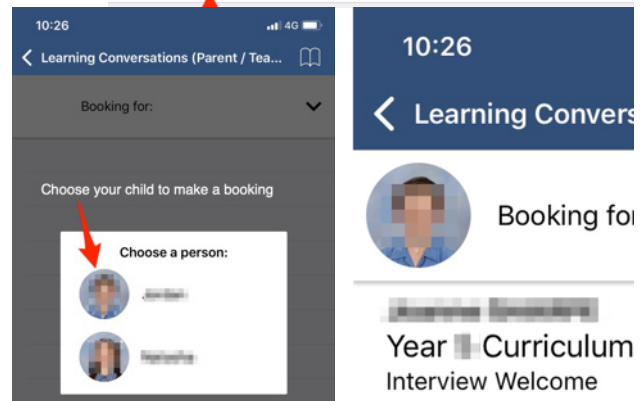 10:26
4G
Learning Conversations (Parent / Tea...
Booking for:
Choose your child to make a booking
Choose a person:
10:26
Learning Convers
Booking for
Year Curriculum
Interview Welcome